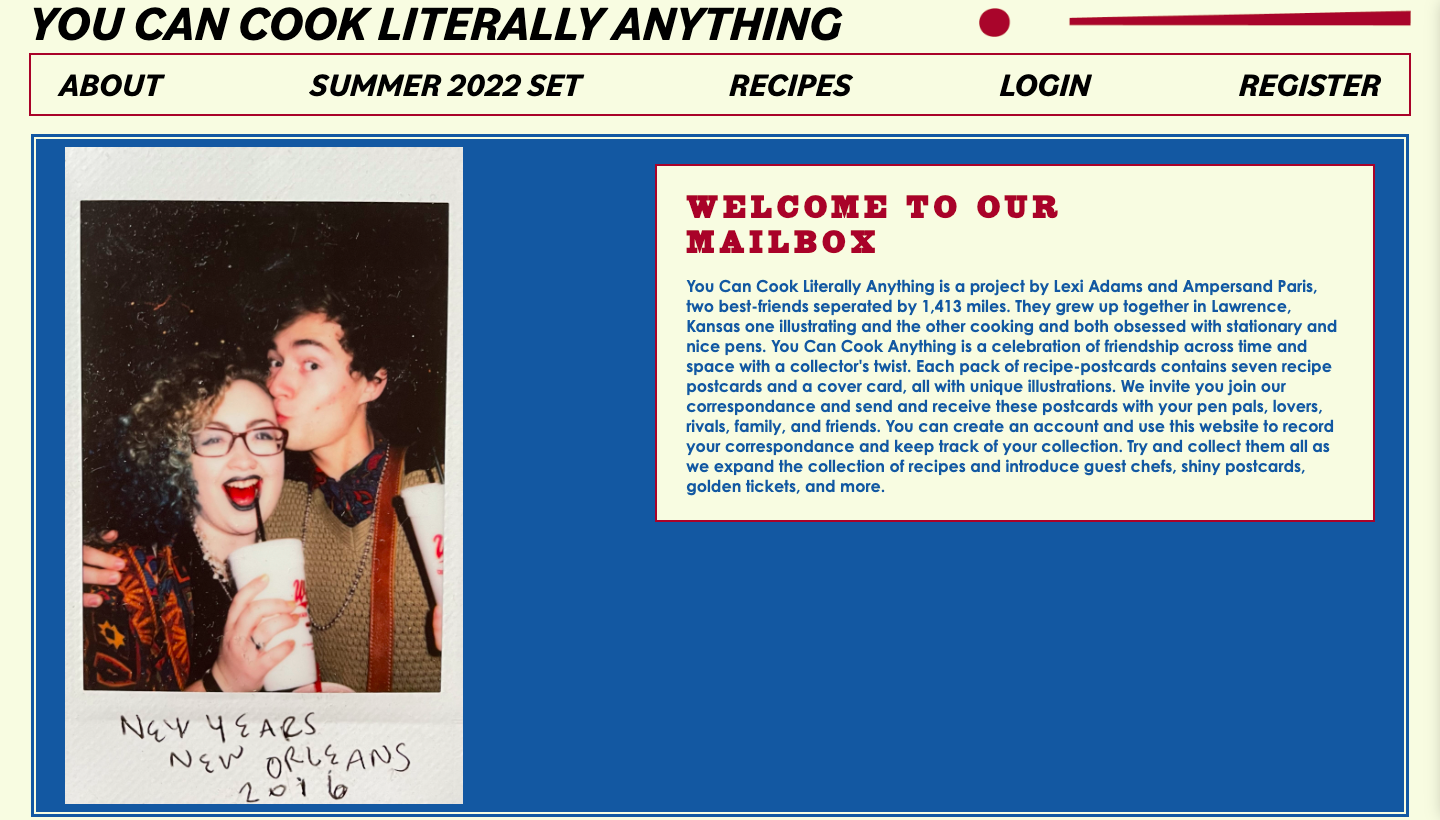 YOU CAN COOK LITERALLY ANYTHING
ABOUT SUMMER 2022 SET RECIPES LOGIN REGISTER
WELCOME TO OUR
MAILBOX
You Can Cook Literally Anything is a project by Lexi Adams and Ampersand Paris,
two best-friends seperated by 1,413 miles. They grew up together in Lawrence,
Kansas one illustrating and the other cooking and both obsessed with stationary and
nice pens. You Can Cook Anything is a celebration of friendship across time and
space with a collector's twist. Each pack of recipe-postcards contains seven recipe
postcards and a cover card, all with unique illustrations. We invite you join our
correspondance and send and receive these postcards with your pen pals, lovers,
rivals, family, and friends. You can create an account and use this website to record
your correspondance and keep track of your collection. Try and collect them all as
we expand the collection of recipes and introduce guest chefs, shiny postcards,
golden tickets, and more.
NEW YEARS
NEW ORLEANS
2016